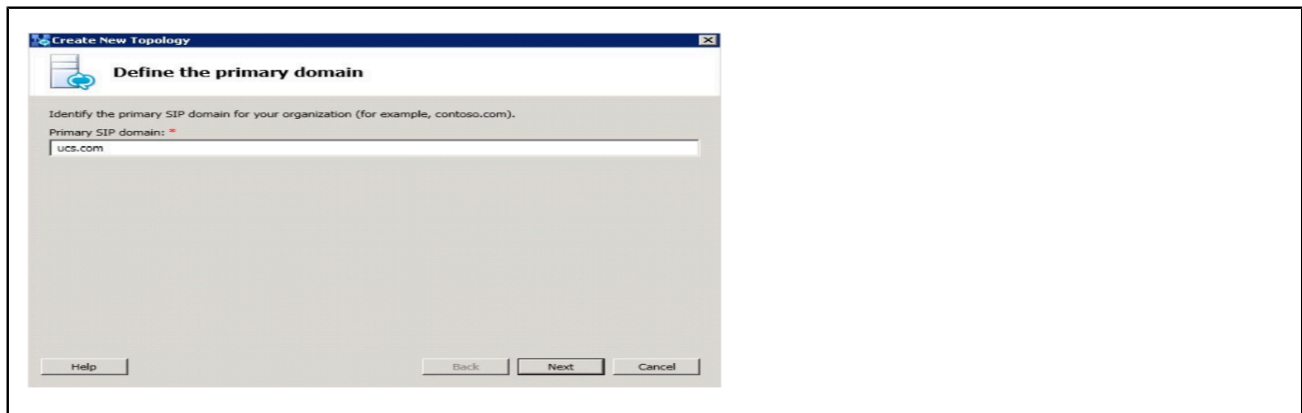 Create New Topology
Define the primary domain
Identify the primary SIP domain for your organization (for example, contoso.com).
Primary SIP domain: *
ucs.com
Help Back Next Cancel